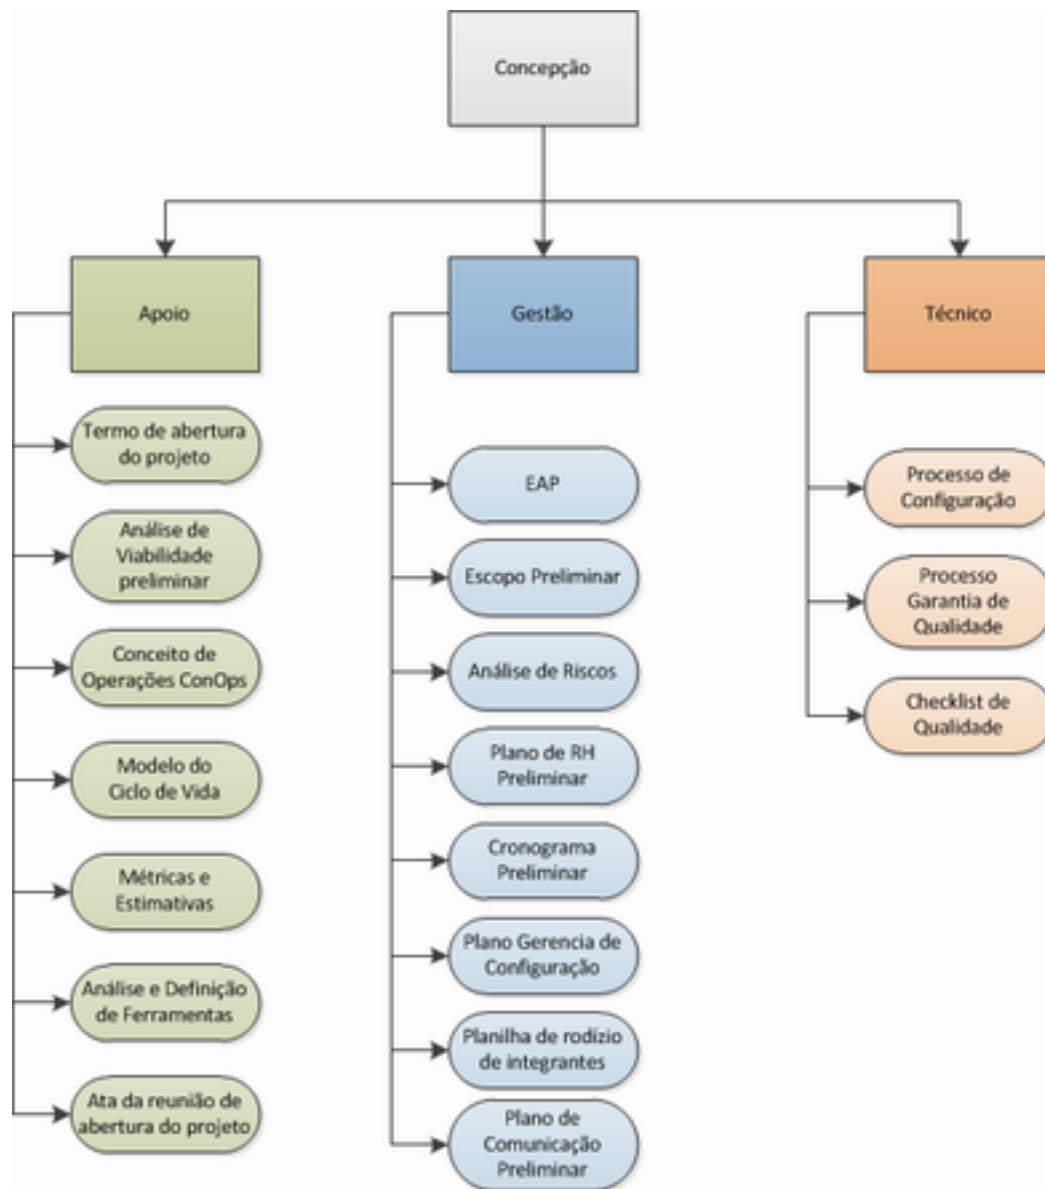 Concepção
Apoio
Gestão
Técnico
Termo de abertura
do projeto
Análise de
Viabilidade
preliminar
Conceito de
Operações ConOps
Modelo do
Ciclo de Vida
Métricas e
Estimativas
Análise e Definição
de Ferramentas
Ata da reunião de
abertura do projeto
EAP
Escopo Preliminar
Análise de Riscos
Plano de RH
Preliminar
Cronograma
Preliminar
Plano Gerencia de
Configuração
Planilha de rodízio
de integrantes
Plano de
Comunicação
Preliminar
Processo de
Configuração
Processo
Garantia de
Qualidade
Checklist de
Qualidade